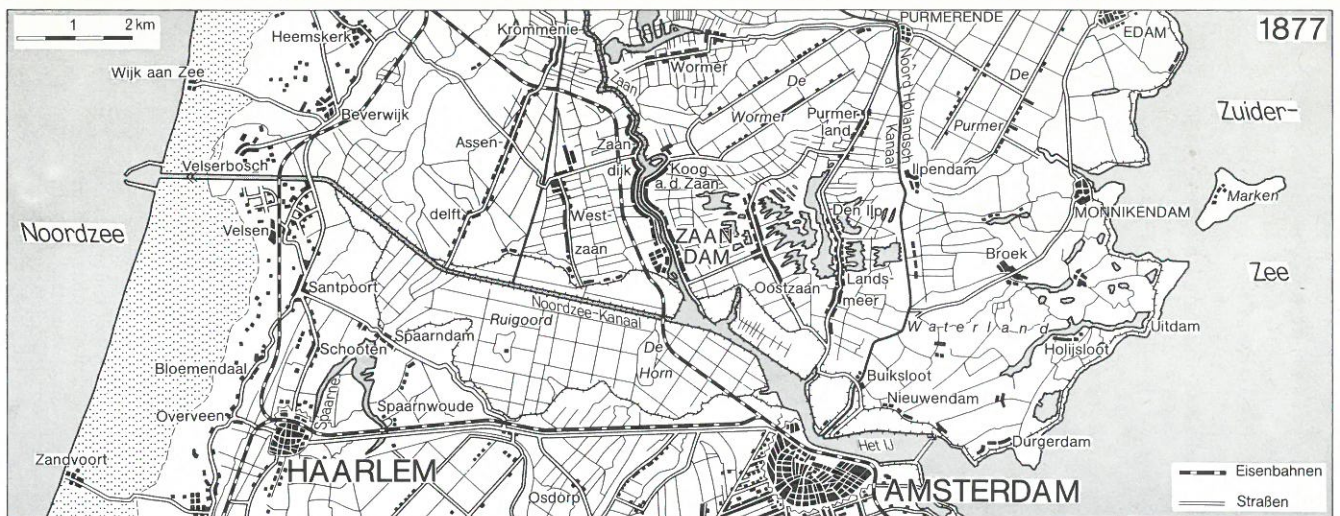 1 2 km
1877
Heemskerk
Krommenie
PURMERENDE
EDAM
Wijk aan Zee
Wormer
De
De
Zaan
Wormer
Purmer
Noord-Hollandsch
Kanaal
Zuider-
Zee
Beverwijk
Assen-
delft
Zaan
dijk
Purmer-
land
Velserbosch
Koog
a.d. Zaan
Ilpendam
Marken
Noordzee
Velsen
West-
zaan
ZAAN
DAM
Den Ilp
MONNIKENDAM
Broek
Oostzaan
Lands-
meer
Santpoort
Noordzee-Kanaal
Ruigoord
Waterland
Uitdam
Spaarndam
Schooten
De
Horn
Holijsloot
Bloemendaal
Buiksloot
Spaarne
Overveen
Spaarnwoude
Nieuwendam
Het IJ
Durgerdam
Zandvoort
HAARLEM
Osdorp
AMSTERDAM
Eisenbahnen
Straßen